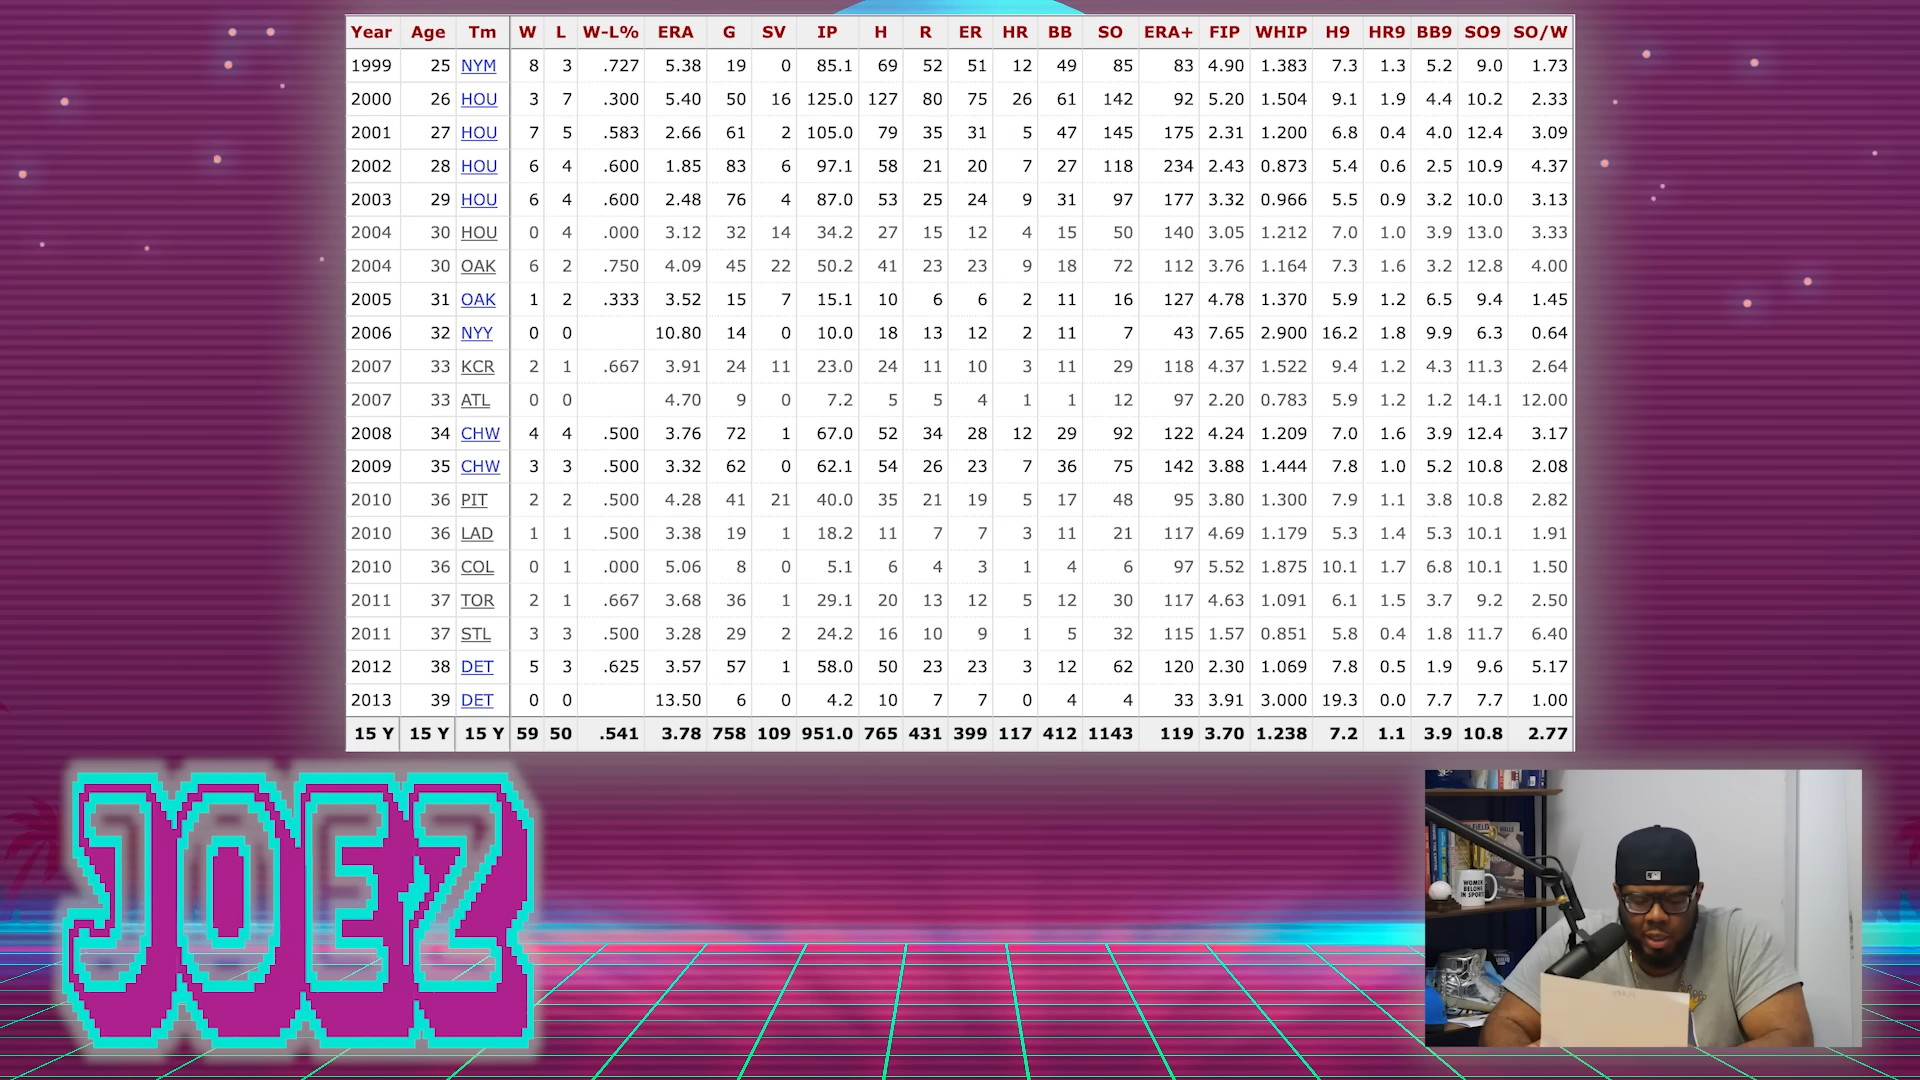 Year Age Tm W L W-L% ERA G SV IP H R ER HR BB SO ERA+ FIP WHIP H9 HR9 BB9 SO9 SO/W
1999 25 NYM 8 3 .727 5.38 19 0 85.1 69 52 51 12 49 85 83 4.90 1.383 7.3 1.3 5.2 9.0 1.73
2000 26 HOU 3 7 .300 5.40 50 16 125.0 127 80 75 26 61 142 92 5.20 1.504 9.1 1.9 4.4 10.2 2.33
2001 27 HOU 7 5 .583 2.66 61 2 105.0 79 35 31 5 47 145 175 2.31 1.200 6.8 0.4 4.0 12.4 3.09
2002 28 HOU 6 4 .600 1.85 83 6 97.1 58 21 20 7 27 118 234 2.43 0.873 5.4 0.6 2.5 10.9 4.37
2003 29 HOU 6 4 .600 2.48 76 4 87.0 53 25 24 9 31 97 177 3.32 0.966 5.5 0.9 3.2 10.0 3.13
2004 30 HOU 0 4 .000 3.12 32 14 34.2 27 15 12 4 15 50 140 3.05 1.212 7.0 1.0 3.9 13.0 3.33
2004 30 OAK 6 2 .750 4.09 45 22 50.2 41 23 23 9 18 72 112 3.76 1.164 7.3 1.6 3.2 12.8 4.00
2005 31 OAK 1 2 .333 3.52 15 7 15.1 10 6 6 2 11 16 127 4.78 1.370 5.9 1.2 6.5 9.4 1.45
2006 32 NYY 0 0 10.80 14 0 10.0 18 13 12 2 11 7 43 7.65 2.900 16.2 1.8 9.9 6.3 0.64
2007 33 KCR 2 1 .667 3.91 24 11 23.0 24 11 10 3 11 29 118 4.37 1.522 9.4 1.2 4.3 11.3 2.64
2007 33 ATL 0 0 4.70 9 0 7.2 5 5 4 1 1 12 97 2.20 0.783 5.9 1.2 1.2 14.1 12.00
2008 34 CHW 4 4 .500 3.76 72 1 67.0 52 34 28 12 29 92 122 4.24 1.209 7.0 1.6 3.9 12.4 3.17
2009 35 CHW 3 3 .500 3.32 62 0 62.1 54 26 23 7 36 75 142 3.88 1.444 7.8 1.0 5.2 10.8 2.08
2010 36 PIT 2 2 .500 4.28 41 21 40.0 35 21 19 5 17 48 95 3.80 1.300 7.9 1.1 3.8 10.8 2.82
2010 36 LAD 1 1 .500 3.38 19 1 18.2 11 7 7 3 11 21 117 4.69 1.179 5.3 1.4 5.3 10.1 1.91
2010 36 COL 0 1 .000 5.06 8 0 5.1 6 4 3 1 4 6 97 5.52 1.875 10.1 1.7 6.8 10.1 1.50
2011 37 TOR 2 1 .667 3.68 36 1 29.1 20 13 12 5 12 30 117 4.63 1.091 6.1 1.5 3.7 9.2 2.50
2011 37 STL 3 3 .500 3.28 29 2 24.2 16 10 9 1 5 32 115 1.57 0.851 5.8 0.4 1.8 11.7 6.40
2012 38 DET 5 3 .625 3.57 57 1 58.0 50 23 23 3 12 62 120 2.30 1.069 7.8 0.5 1.9 9.6 5.17
2013 39 DET 0 0 13.50 6 0 4.2 10 7 7 0 4 4 33 3.91 3.000 19.3 0.0 7.7 7.7 1.00
15 Y 15 Y 15 Y 59 50 .541 3.78 758 109 951.0 765 431 399 117 412 1143 119 3.70 1.238 7.2 1.1 3.9 10.8 2.77
JOEZ
WOMEN
BELONG
IN SPORTS